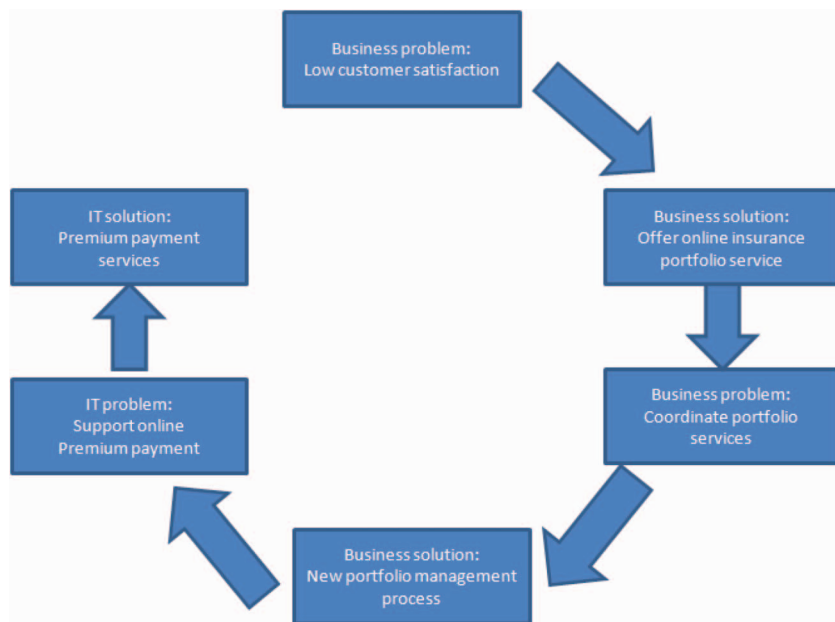 Business problem:
Low customer satisfaction
Business solution:
Offer online insurance
portfolio service
Business problem:
Coordinate portfolio
services
Business solution:
New portfolio management
process
IT problem:
Support online
Premium payment
IT solution:
Premium payment
services